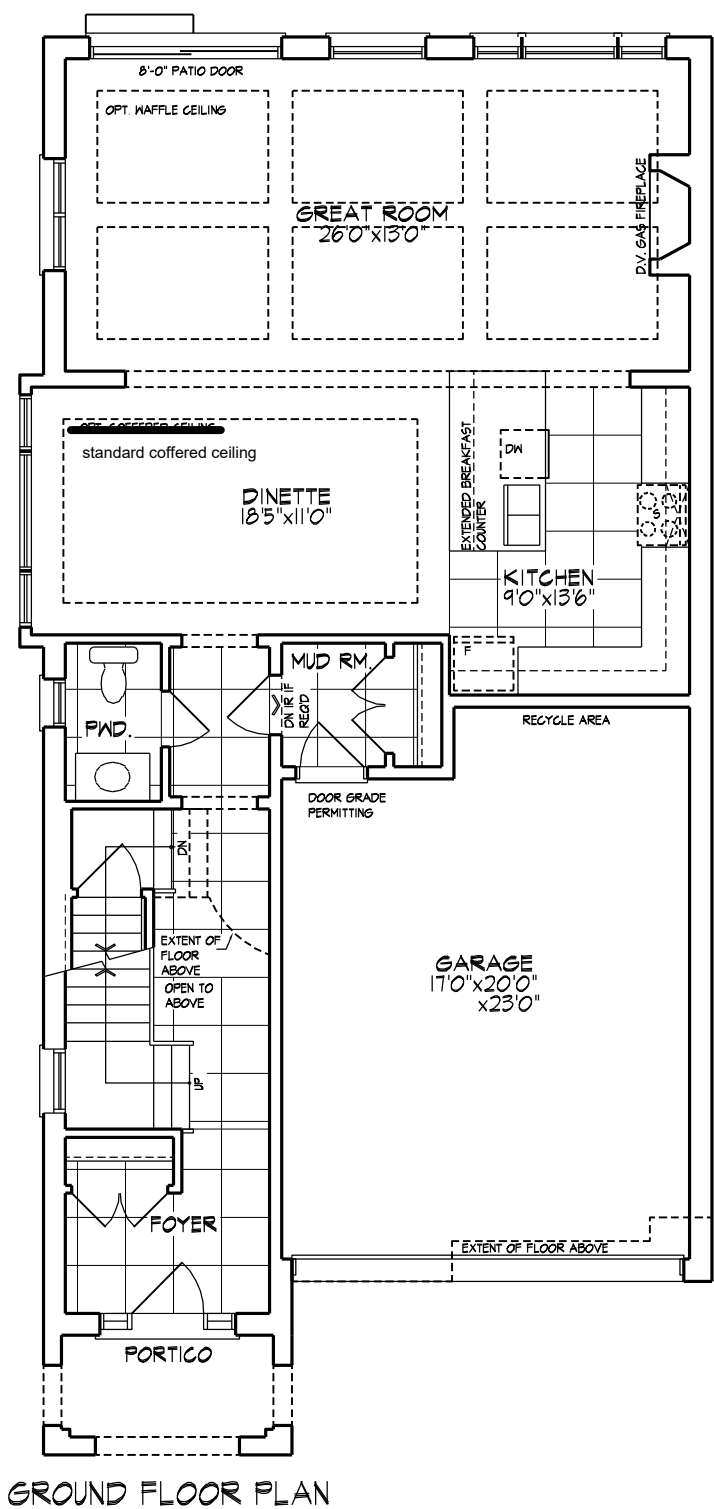 8'-0" PATIO DOOR
OPT. WAFFLE CEILING
GREAT ROOM
26'0"x13'0"
D.V. GAS FIREPLACE
OPT. COFFERED CEILING
standard coffered ceiling
DINETTE
18'5"x11'0"
EXTENDED BREAKFAST
COUNTER
DW
S
KITCHEN
9'0"x13'6"
F
MUD RM.
DN IR IF
REQ'D
PWD.
RECYCLE AREA
DOOR GRADE
PERMITTING
DN
EXTENT OF
FLOOR
ABOVE
OPEN TO
ABOVE
GARAGE
17'0"x20'0"
x23'0"
UP
FOYER
EXTENT OF FLOOR ABOVE
PORTICO
GROUND FLOOR PLAN